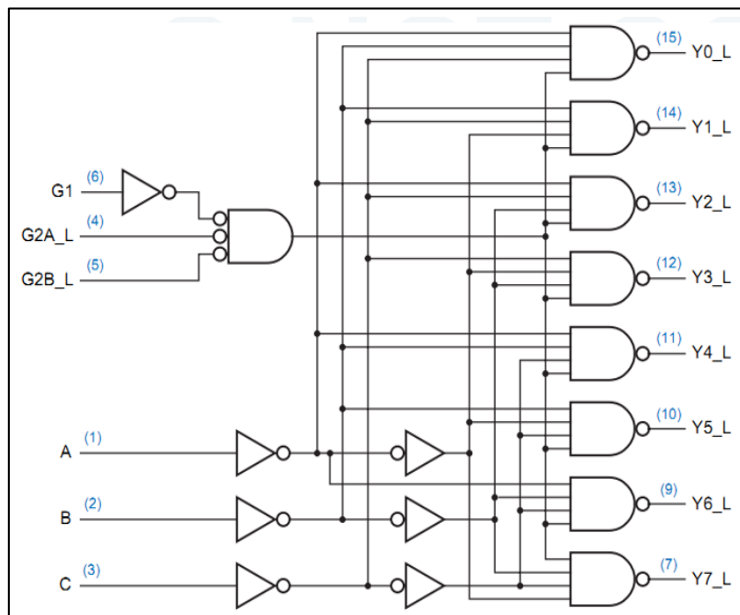 (15) Y0_L
(14) Y1_L
(6)
G1
(13) Y2_L
(4)
G2A_L
(5)
G2B_L
(12) Y3_L
(11) Y4_L
(10) Y5_L
(1)
A
(9) Y6_L
(2)
B
(7) Y7_L
(3)
C